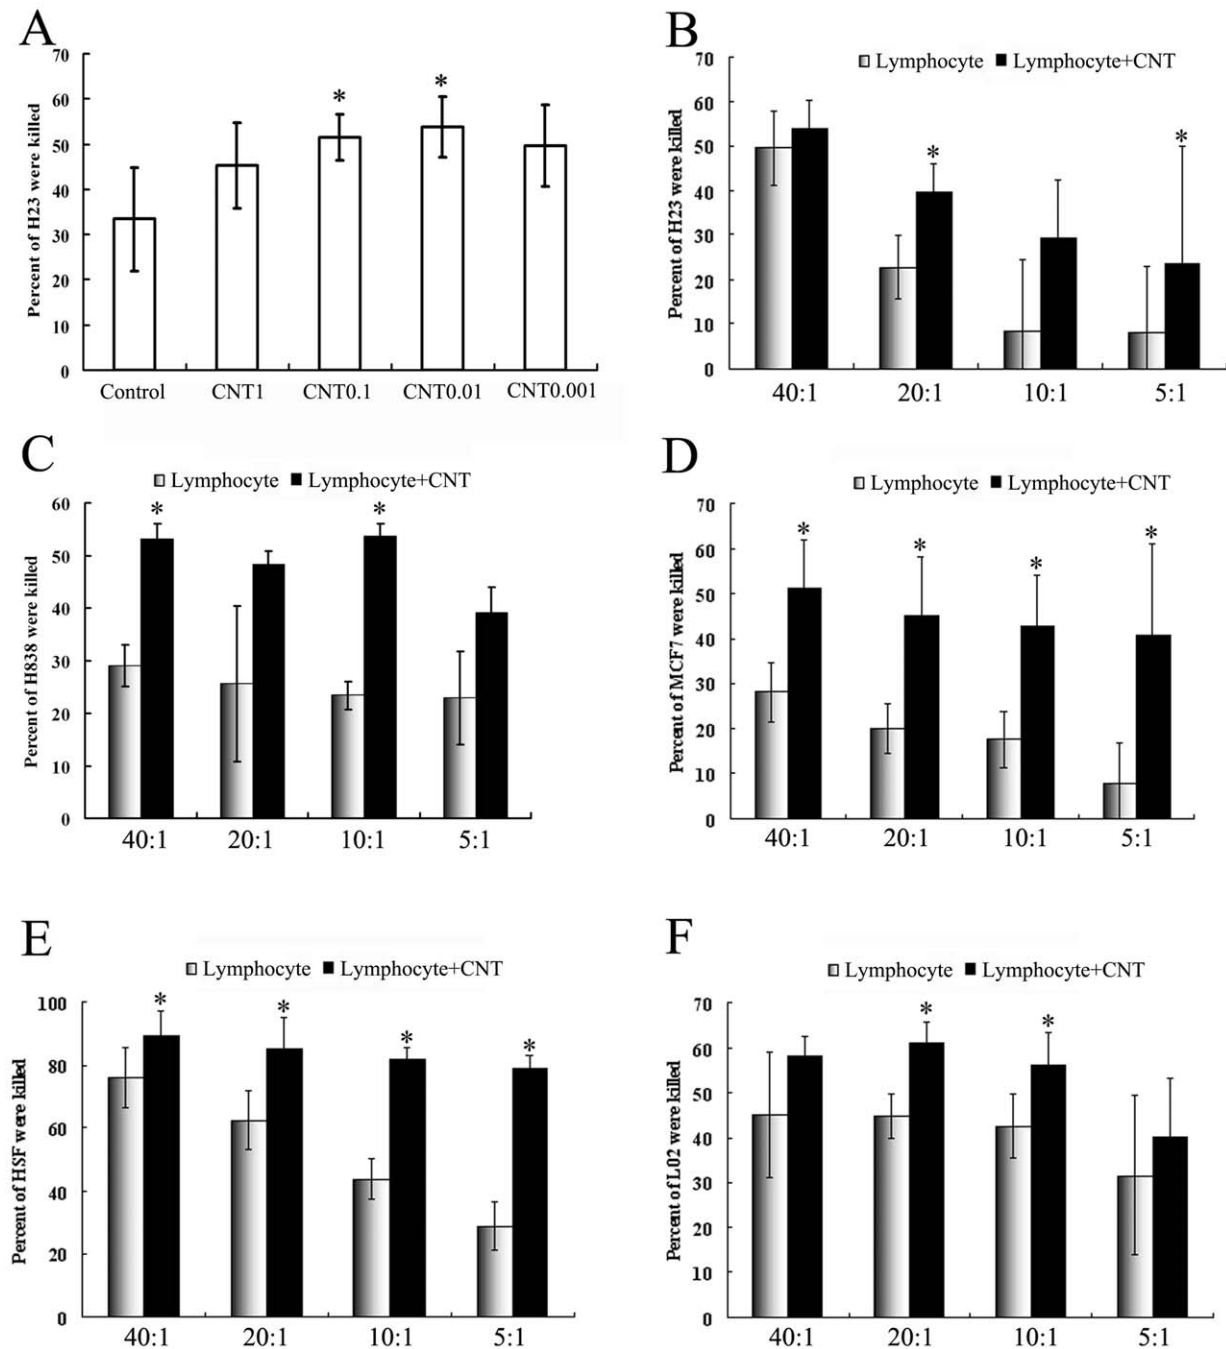 A
Percent of H23 were killed
70
60
50
40
30
20
10
0
* *
Control CNT1 CNT0.1 CNT0.01 CNT0.001
B
Lymphocyte Lymphocyte+CNT
Percent of H23 were killed
70
60
50
40
30
20
10
0
* *
40:1 20:1 10:1 5:1
C
Lymphocyte Lymphocyte+CNT
Percent of H838 were killed
60
50
40
30
20
10
0
* *
40:1 20:1 10:1 5:1
D
Lymphocyte Lymphocyte+CNT
Percent of MCF7 were killed
70
60
50
40
30
20
10
0
* * * *
40:1 20:1 10:1 5:1
E
Lymphocyte Lymphocyte+CNT
Percent of HSF were killed
100
80
60
40
20
0
* * * *
40:1 20:1 10:1 5:1
F
Lymphocyte Lymphocyte+CNT
Percent of L02 were killed
70
60
50
40
30
20
10
0
* *
40:1 20:1 10:1 5:1